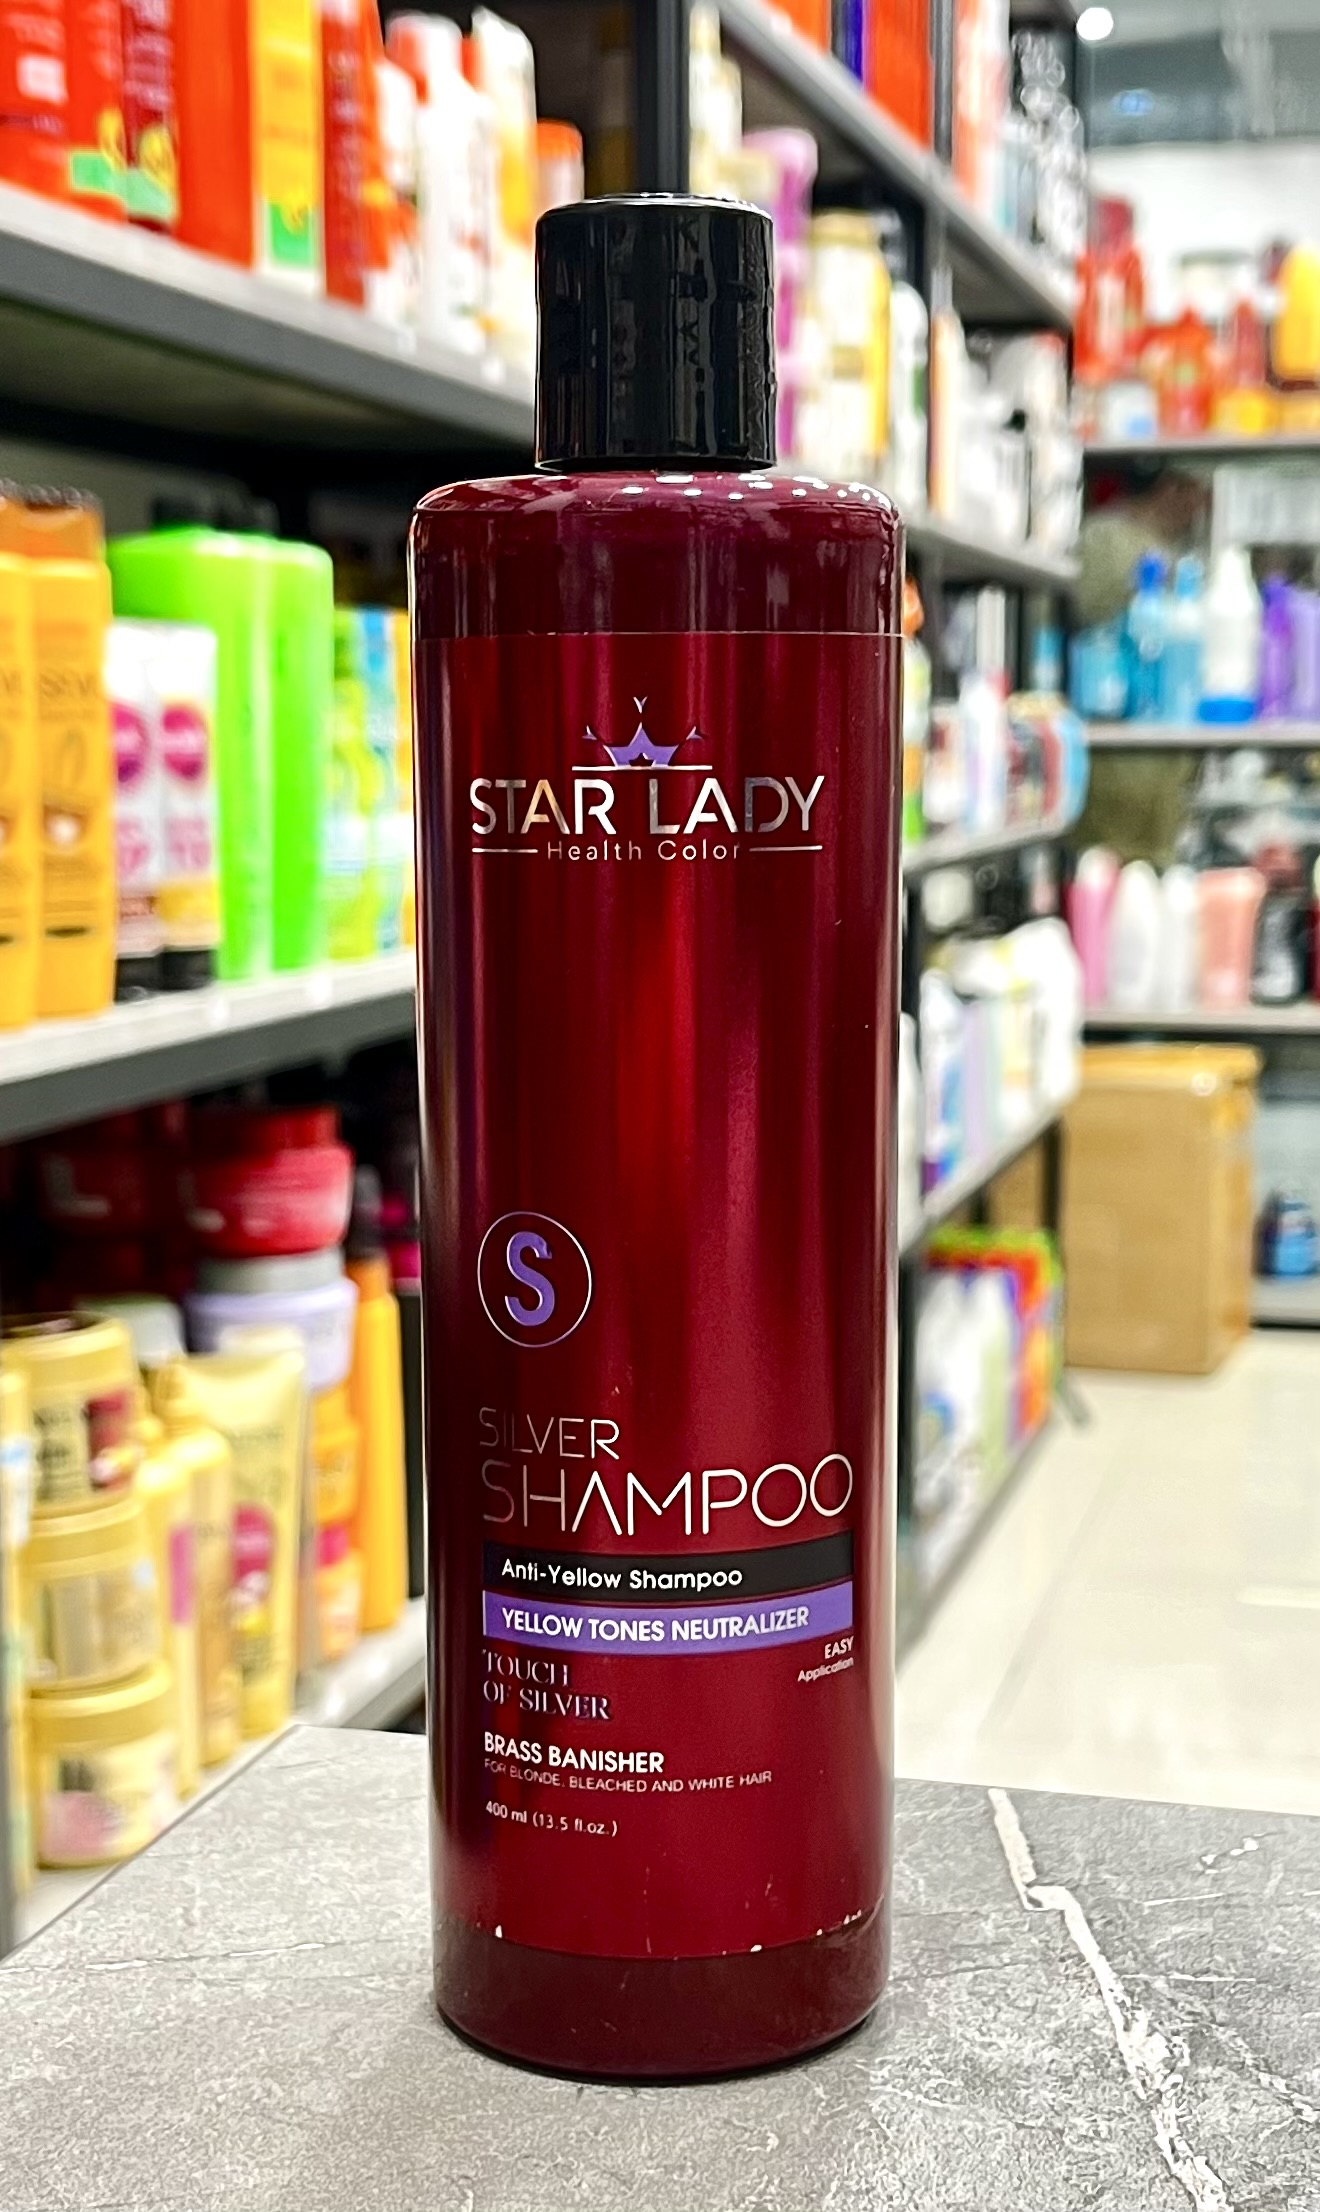 STAR LADY
Health Color
S
SILVER
SHAMPOO
Anti-Yellow Shampoo
YELLOW TONES NEUTRALIZER
EASY
Application
TOUCH
OF SILVER
BRASS BANISHER
FOR BLONDE, BLEACHED AND WHITE HAIR
400 ml (13.5 fl.oz.)